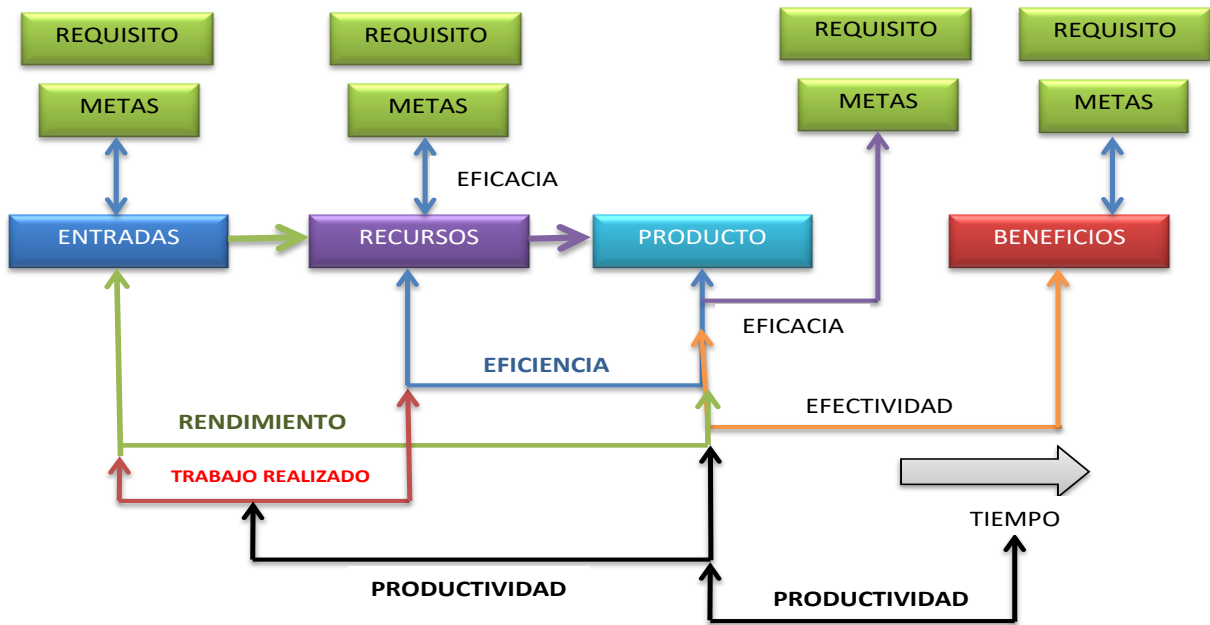 REQUISITO
REQUISITO
REQUISITO
REQUISITO
METAS
METAS
METAS
METAS
EFICACIA
ENTRADAS
RECURSOS
PRODUCTO
BENEFICIOS
EFICACIA
EFICIENCIA
EFECTIVIDAD
RENDIMIENTO
TRABAJO REALIZADO
TIEMPO
PRODUCTIVIDAD
PRODUCTIVIDAD